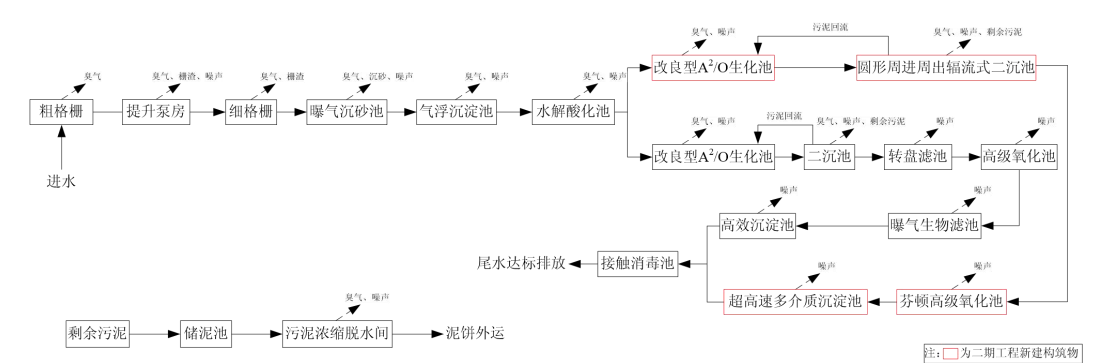 污泥回流
臭气、噪声
臭气、噪声、剩余污泥
改良型A²/O生化池
圆形周进周出辐流式二沉池
臭气
臭气、栅渣、噪声
臭气、栅渣
臭气、沉砂、噪声
噪声
臭气、噪声
粗格栅
提升泵房
细格栅
曝气沉砂池
气浮沉淀池
水解酸化池
污泥回流
臭气、噪声
臭气、噪声、剩余污泥
噪声
噪声
改良型A²/O生化池
二沉池
转盘滤池
高级氧化池
进水
噪声
噪声
高效沉淀池
曝气生物滤池
尾水达标排放
接触消毒池
噪声
噪声
超高速多介质沉淀池
芬顿高级氧化池
臭气、噪声
剩余污泥
储泥池
污泥浓缩脱水间
泥饼外运
注：为二期工程新建构筑物